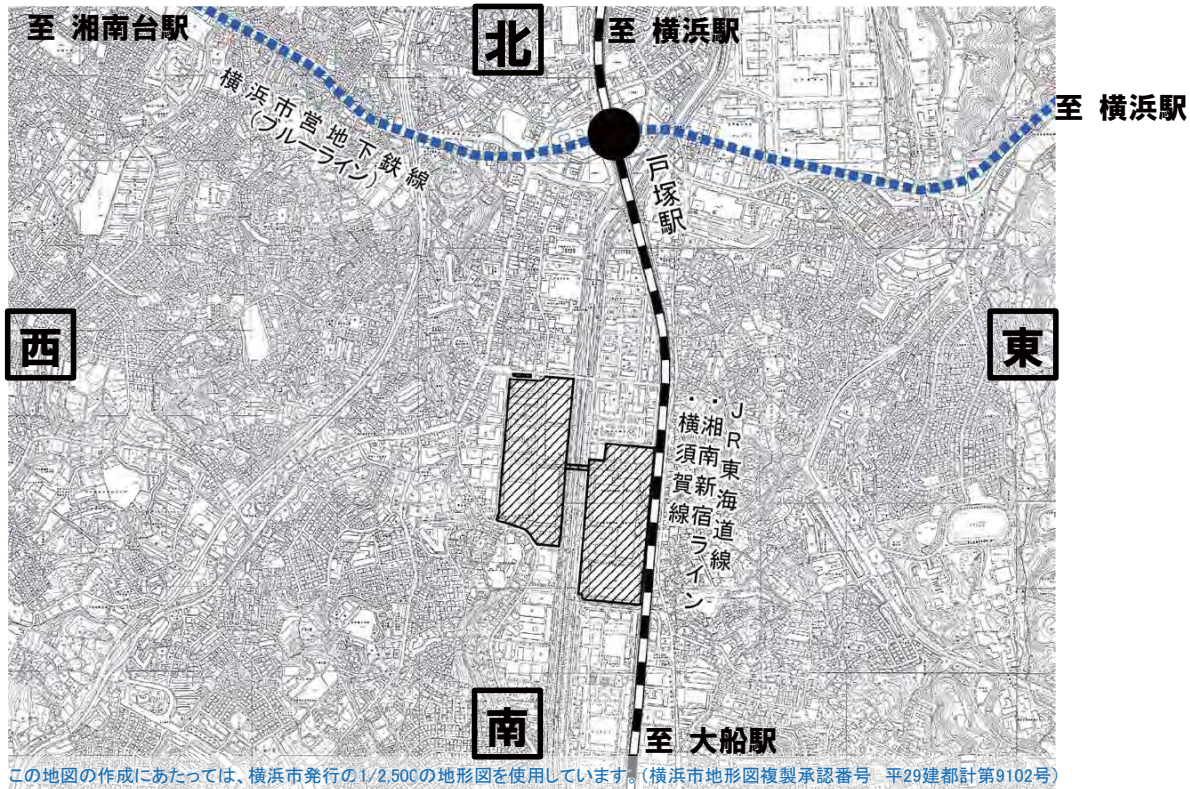 至 湘南台駅
北
至 横浜駅
至 横浜駅
横浜市営地下鉄線
(ブルーライン)
戸塚駅
西
東
JR東海道線
・湘南新宿ライン
・横須賀線
南
至 大船駅
この地図の作成にあたっては、横浜市発行の1/2,500の地形図を使用しています。(横浜市地形図複製承認番号 平29建都計第9102号)